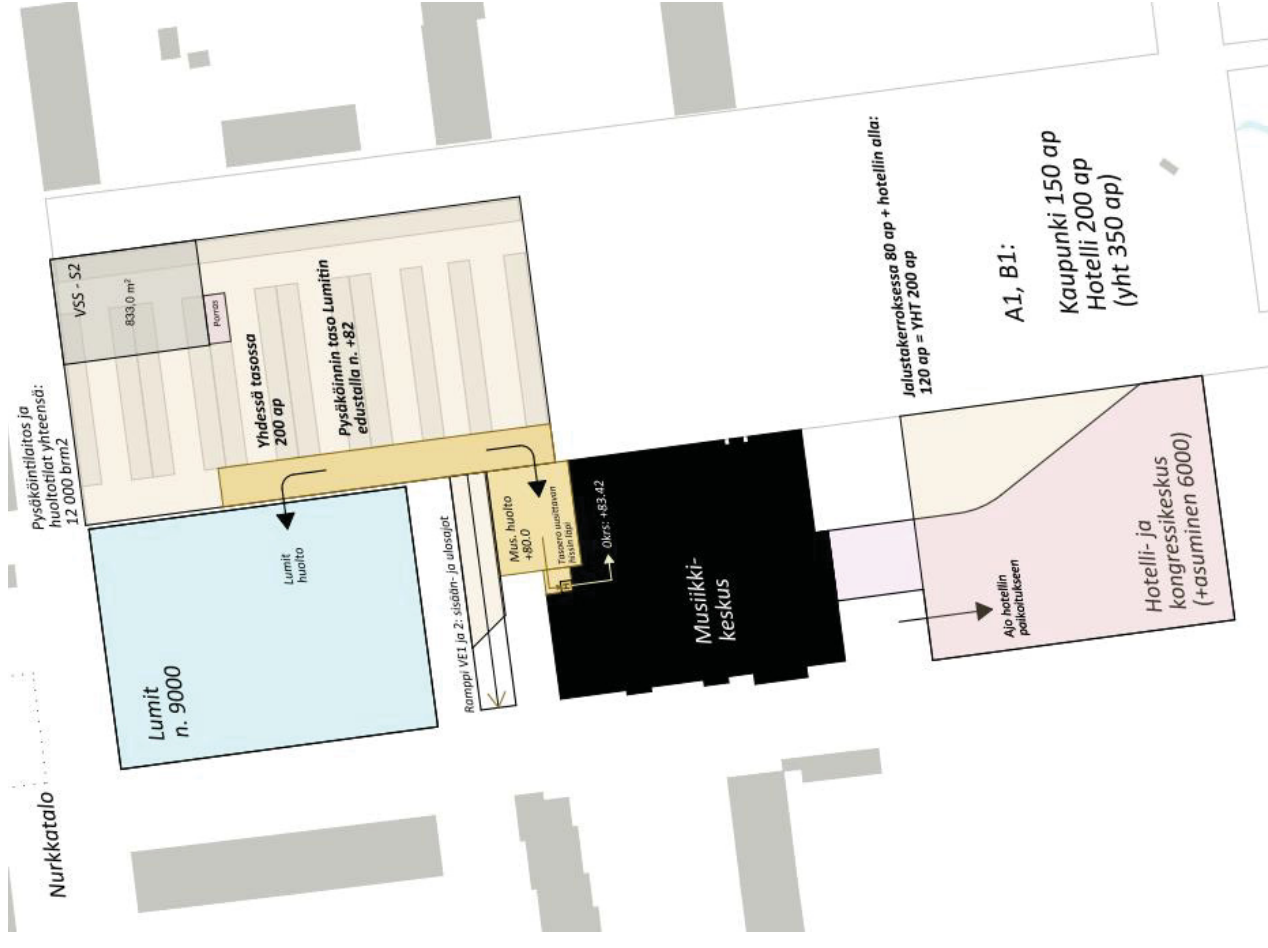 Nurkkatalo
Lumit
n. 9000
Lumit
huolto
Pysäköintilaitos ja
huoltotilat yhteensä:
12 000 brm2
VSS - S2
833,0 m²
Porras
Yhdessä tasossa
200 ap
Pysäköinnin taso Lumitin
edustalla n. +82
Ramppi VE1 ja 2: sisään- ja ulosajot
Mus. huolto
+80.0
Tasoero uusittavan
hissin läpi
H
0krs: +83.42
Musiikki-
keskus
Jalustakerroksessa 80 ap + hotellin alla:
120 ap = YHT 200 ap
A1, B1:
Kaupunki 150 ap
Hotelli 200 ap
(yht 350 ap)
Ajo hotellin
paikoitukseen
Hotelli- ja
kongressikeskus
(+asuminen 6000)